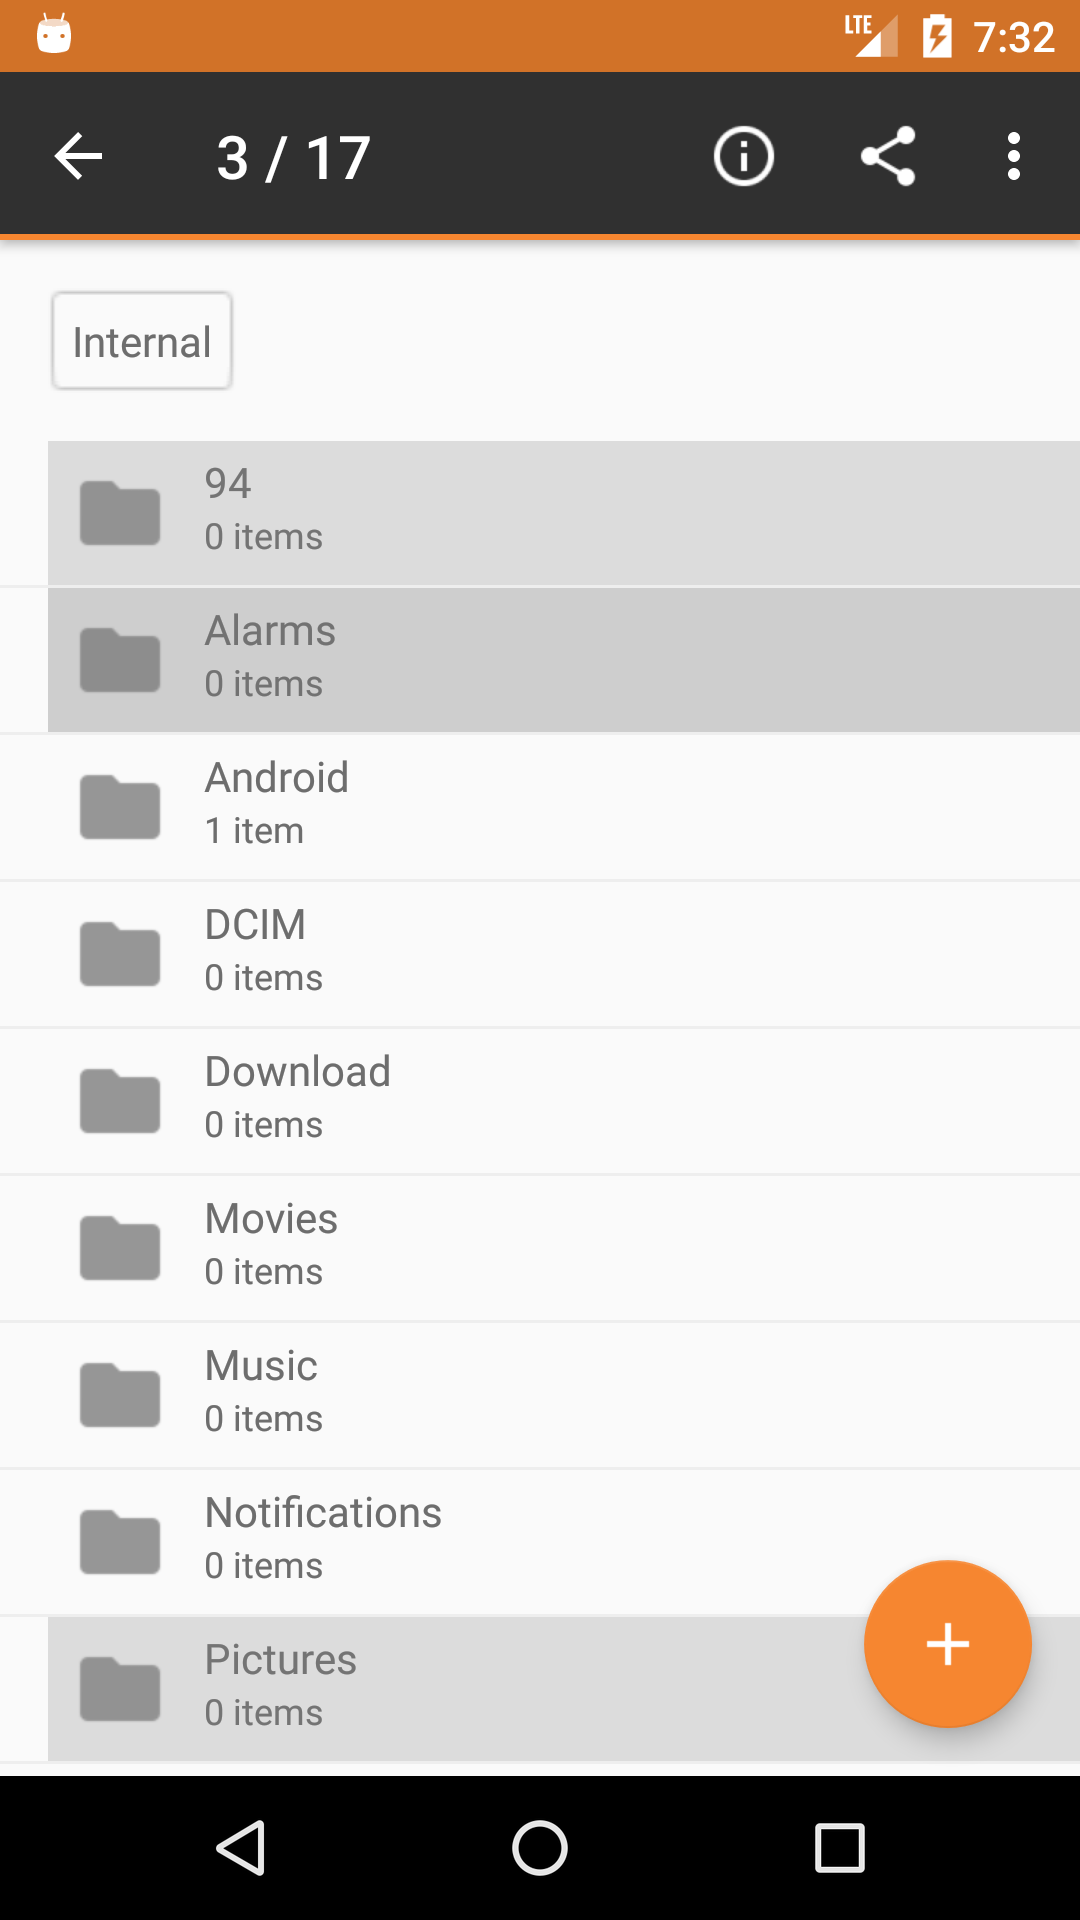 LTE 7:32
3 / 17
Internal
94
0 items
Alarms
0 items
Android
1 item
DCIM
0 items
Download
0 items
Movies
0 items
Music
0 items
Notifications
0 items
Pictures
0 items